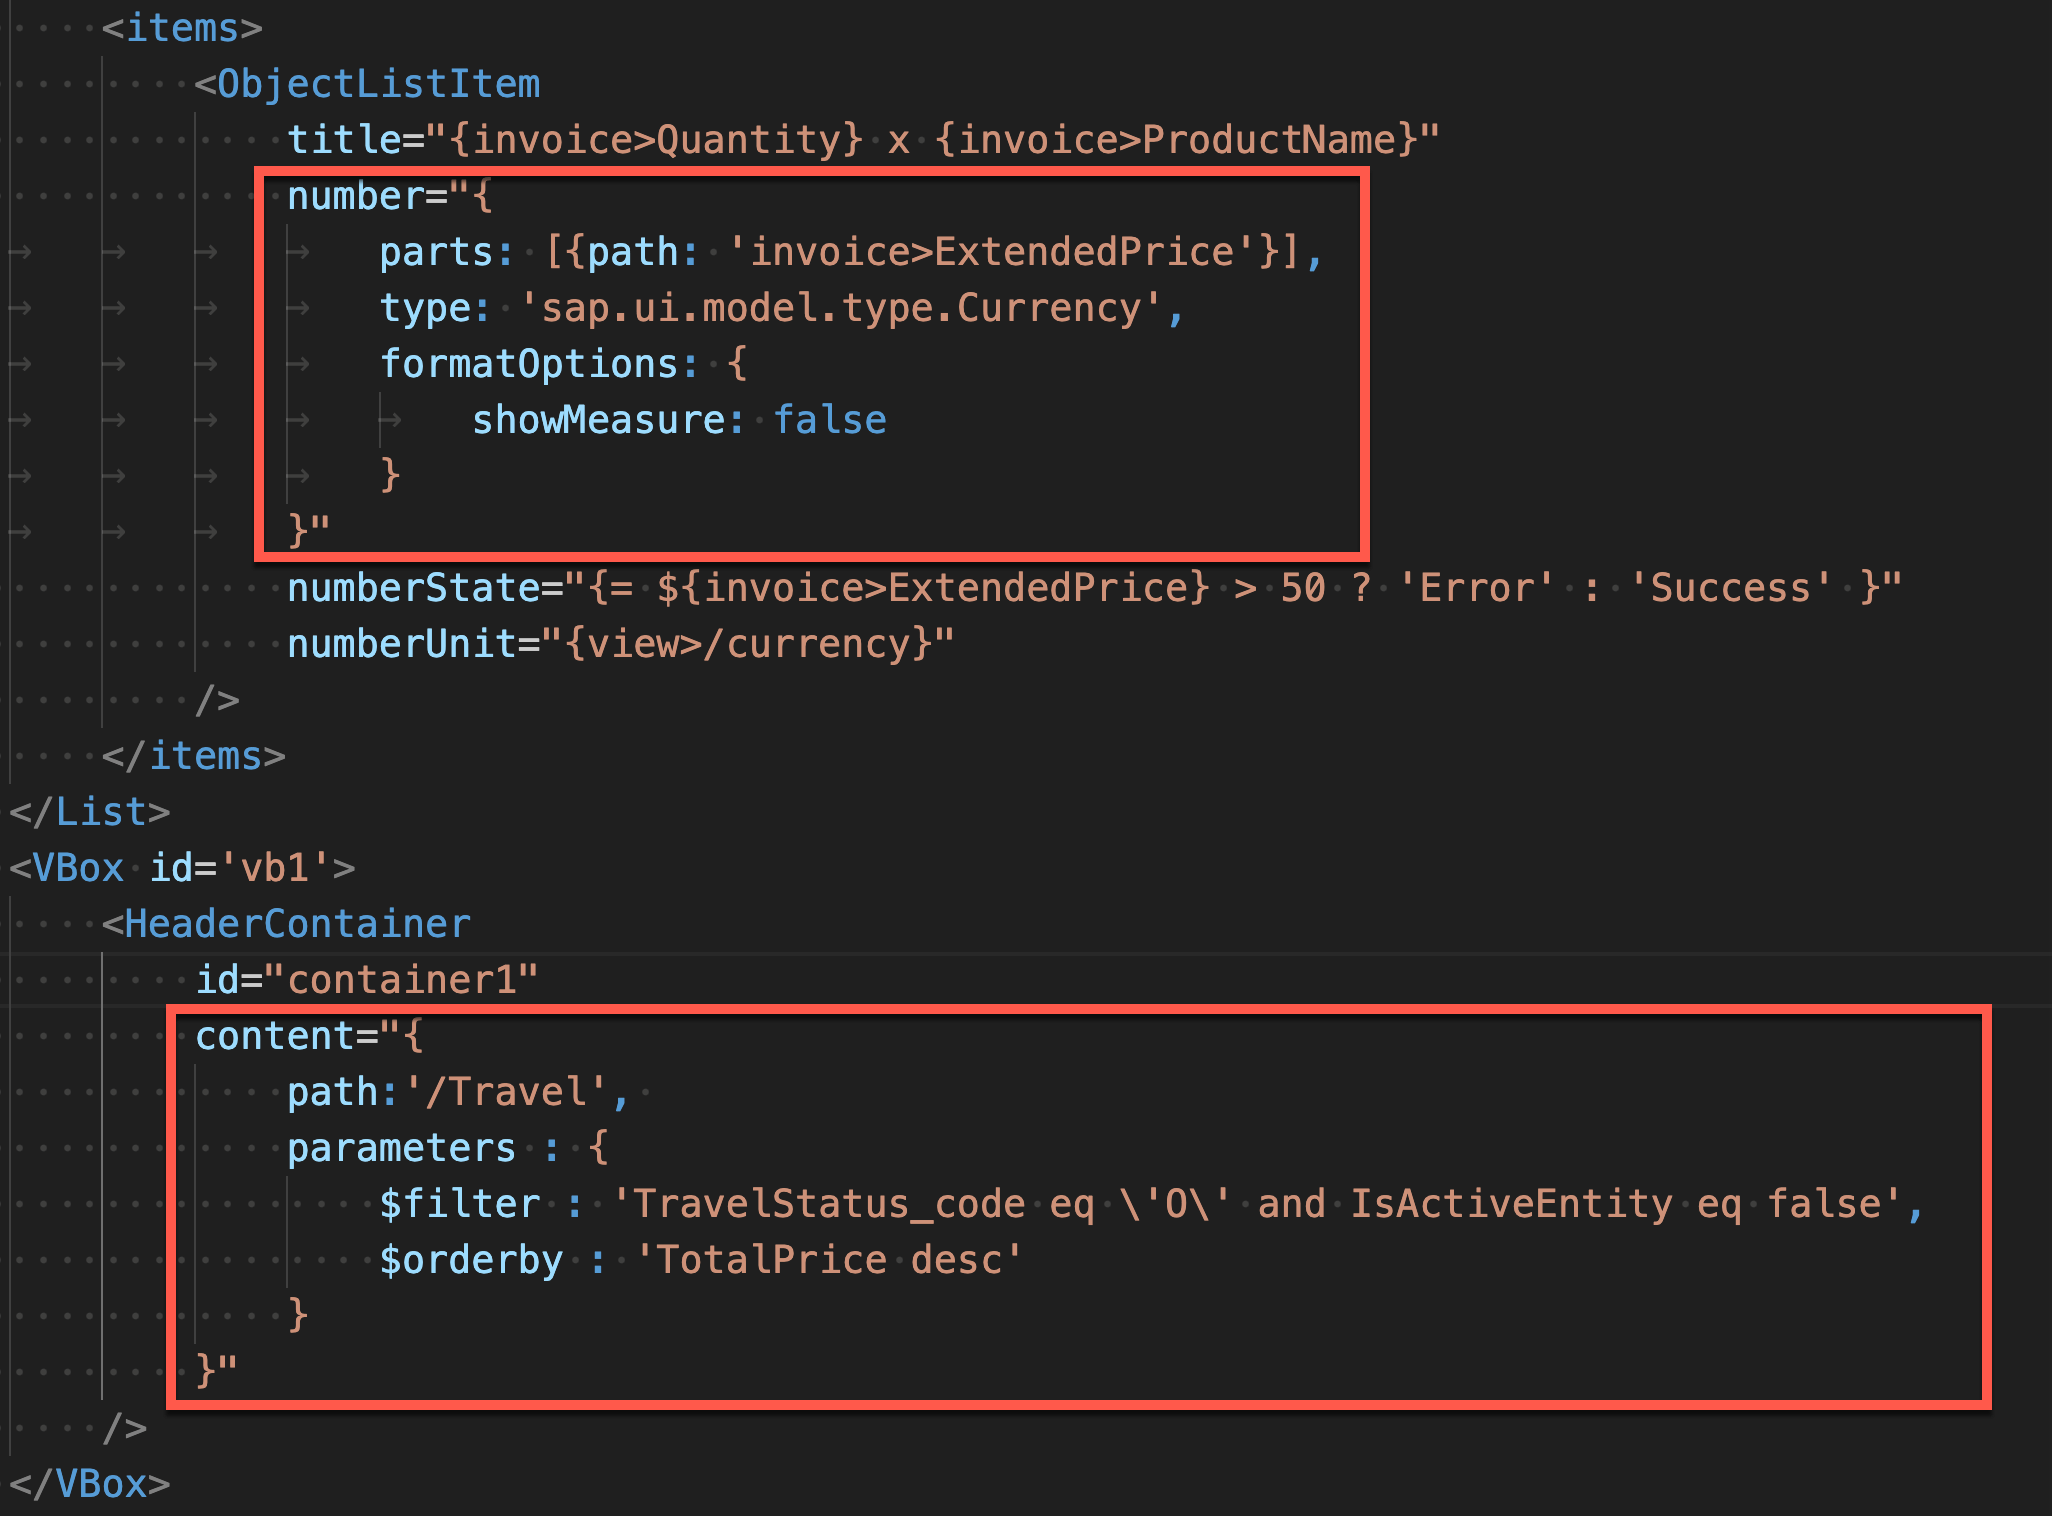 <items>
<ObjectListItem
title="{invoice>Quantity} x {invoice>ProductName}"
number="{
parts: [{path: 'invoice>ExtendedPrice'}],
type: 'sap.ui.model.type.Currency',
formatOptions: {
showMeasure: false
}
}"
numberState="{= ${invoice>ExtendedPrice} > 50 ? 'Error' : 'Success' }"
numberUnit="{view>/currency}"
/>
</items>
</List>
<VBox id='vb1'>
<HeaderContainer
id="container1"
content="{
path:'/Travel',
parameters : {
$filter : 'TravelStatus_code eq \'O\' and IsActiveEntity eq false',
$orderby : 'TotalPrice desc'
}
}"
/>
</VBox>